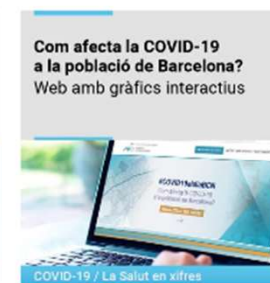 Com afecta la COVID-19
a la població de Barcelona?
Web amb gràfics interactius
#COVID19aldiaBCN
COVID-19 / La Salut en xifres